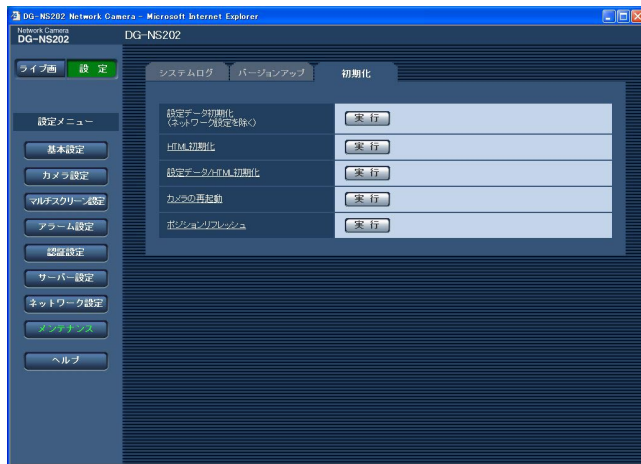 DG-NS202 Network Camera - Microsoft Internet Explorer
Network Camera
DG-NS202
DG-NS202
ライブ画
設 定
システムログ
バージョンアップ
初期化
設定メニュー
基本設定
カメラ設定
マルチスクリーン設定
アラーム設定
認証設定
サーバー設定
ネットワーク設定
メンテナンス
ヘルプ
設定データ初期化
(ネットワーク設定を除く)
実 行
HTML初期化
実 行
設定データ/HTML初期化
実 行
カメラの再起動
実 行
ポジションリフレッシュ
実 行